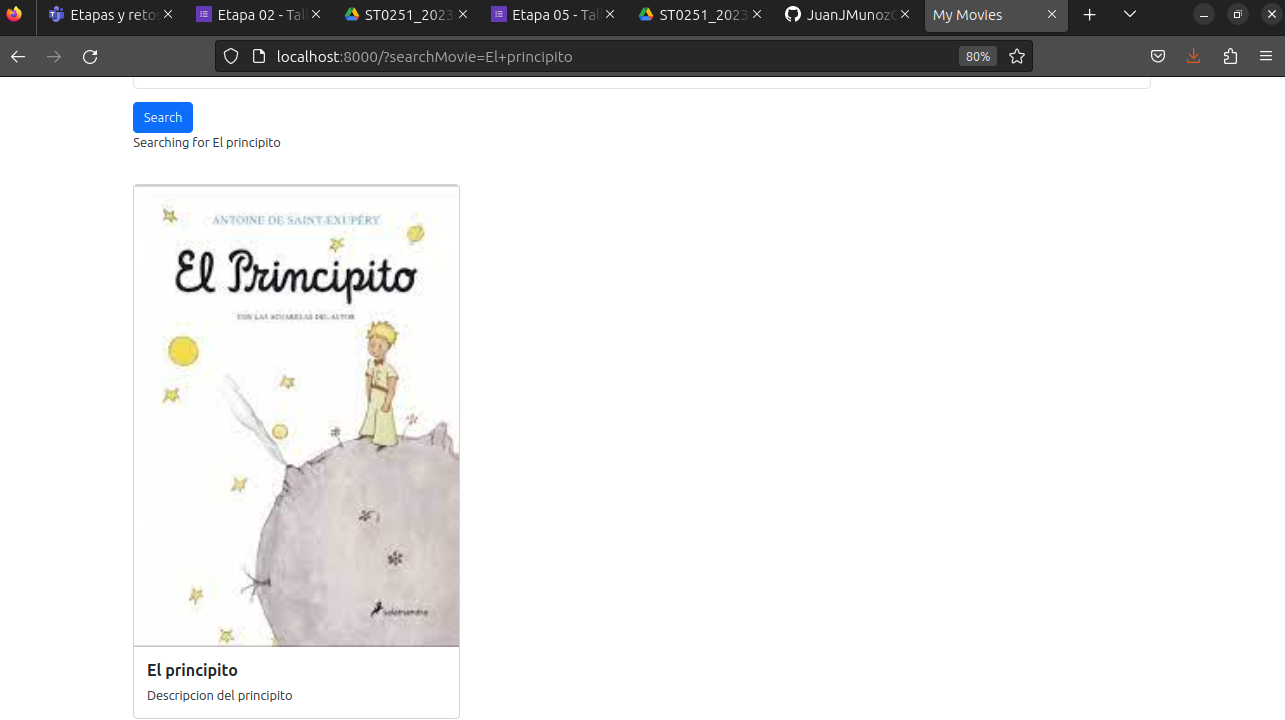 Etapas y reto
Etapa 02 - Tal
ST0251_2023
Etapa 05 - Tal
ST0251_2023
JuanJMunoz
My Movies
localhost:8000/?searchMovie=El+principito
80%
Search
Searching for El principito
ANTOINE DE SAINT-EXUPÉRY
El Principito
CON LAS ACUARELAS DEL AUTOR
salamandra
El principito
Descripcion del principito